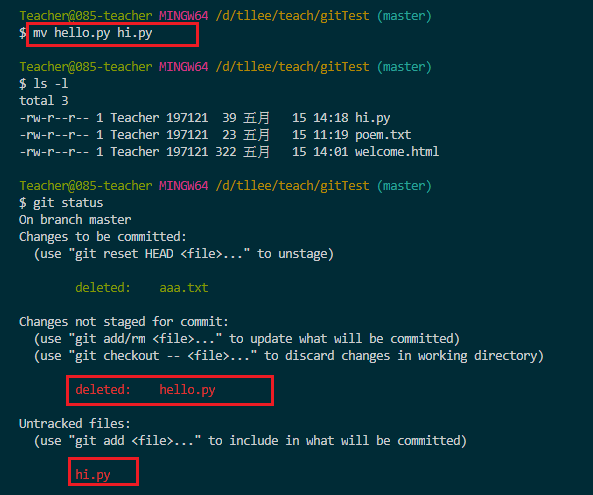 Teacher@085-teacher MINGW64 /d/tllee/teach/gitTest (master)
$ mv hello.py hi.py
Teacher@085-teacher MINGW64 /d/tllee/teach/gitTest (master)
$ ls -l
total 3
-rw-r--r-- 1 Teacher 197121  39 五月   15 14:18 hi.py
-rw-r--r-- 1 Teacher 197121  23 五月   15 11:19 poem.txt
-rw-r--r-- 1 Teacher 197121 322 五月   15 14:01 welcome.html
Teacher@085-teacher MINGW64 /d/tllee/teach/gitTest (master)
$ git status
On branch master
Changes to be committed:
  (use "git reset HEAD <file>..." to unstage)
        deleted:    aaa.txt
Changes not staged for commit:
  (use "git add/rm <file>..." to update what will be committed)
  (use "git checkout -- <file>..." to discard changes in working directory)
        deleted:    hello.py
Untracked files:
  (use "git add <file>..." to include in what will be committed)
        hi.py